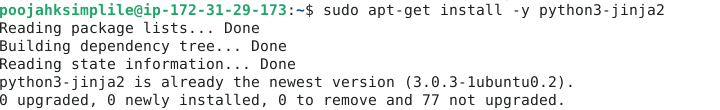 poojahksimplile@ip-172-31-29-173:~$ sudo apt-get install -y python3-jinja2
Reading package lists... Done
Building dependency tree... Done
Reading state information... Done
python3-jinja2 is already the newest version (3.0.3-1ubuntu0.2).
0 upgraded, 0 newly installed, 0 to remove and 77 not upgraded.